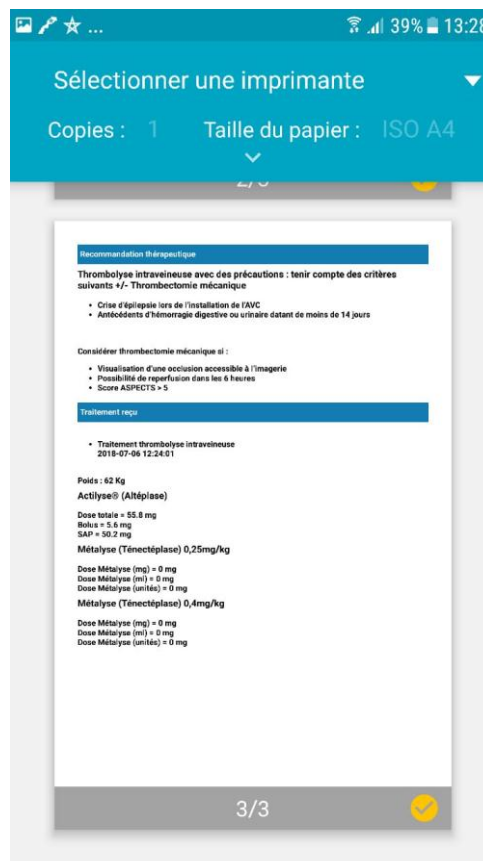 ... 39% 13:28
Sélectionner une imprimante
Copies : 1 Taille du papier : ISO A4
Recommandation thérapeutique
Thrombolyse intraveineuse avec des précautions : tenir compte des critères
suivants +/- Thrombectomie mécanique
• Crise d'épilepsie lors de l'installation de l'AVC
• Antécédents d'hémorragie digestive ou urinaire datant de moins de 14 jours
Considérer thrombectomie mécanique si :
• Visualisation d'une occlusion accessible à l'imagerie
• Possibilité de reperfusion dans les 6 heures
• Score ASPECTS > 5
Traitement reçu
• Traitement thrombolyse intraveineuse
2018-07-06 12:24:01
Poids : 62 Kg
Actilyse® (Altéplase)
Dose totale = 55.8 mg
Bolus = 5.6 mg
SAP = 50.2 mg
Métalyse (Ténectéplase) 0,25mg/kg
Dose Métalyse (mg) = 0 mg
Dose Métalyse (ml) = 0 mg
Dose Métalyse (unités) = 0 mg
Métalyse (Ténectéplase) 0,4mg/kg
Dose Métalyse (mg) = 0 mg
Dose Métalyse (ml) = 0 mg
Dose Métalyse (unités) = 0 mg
3/3